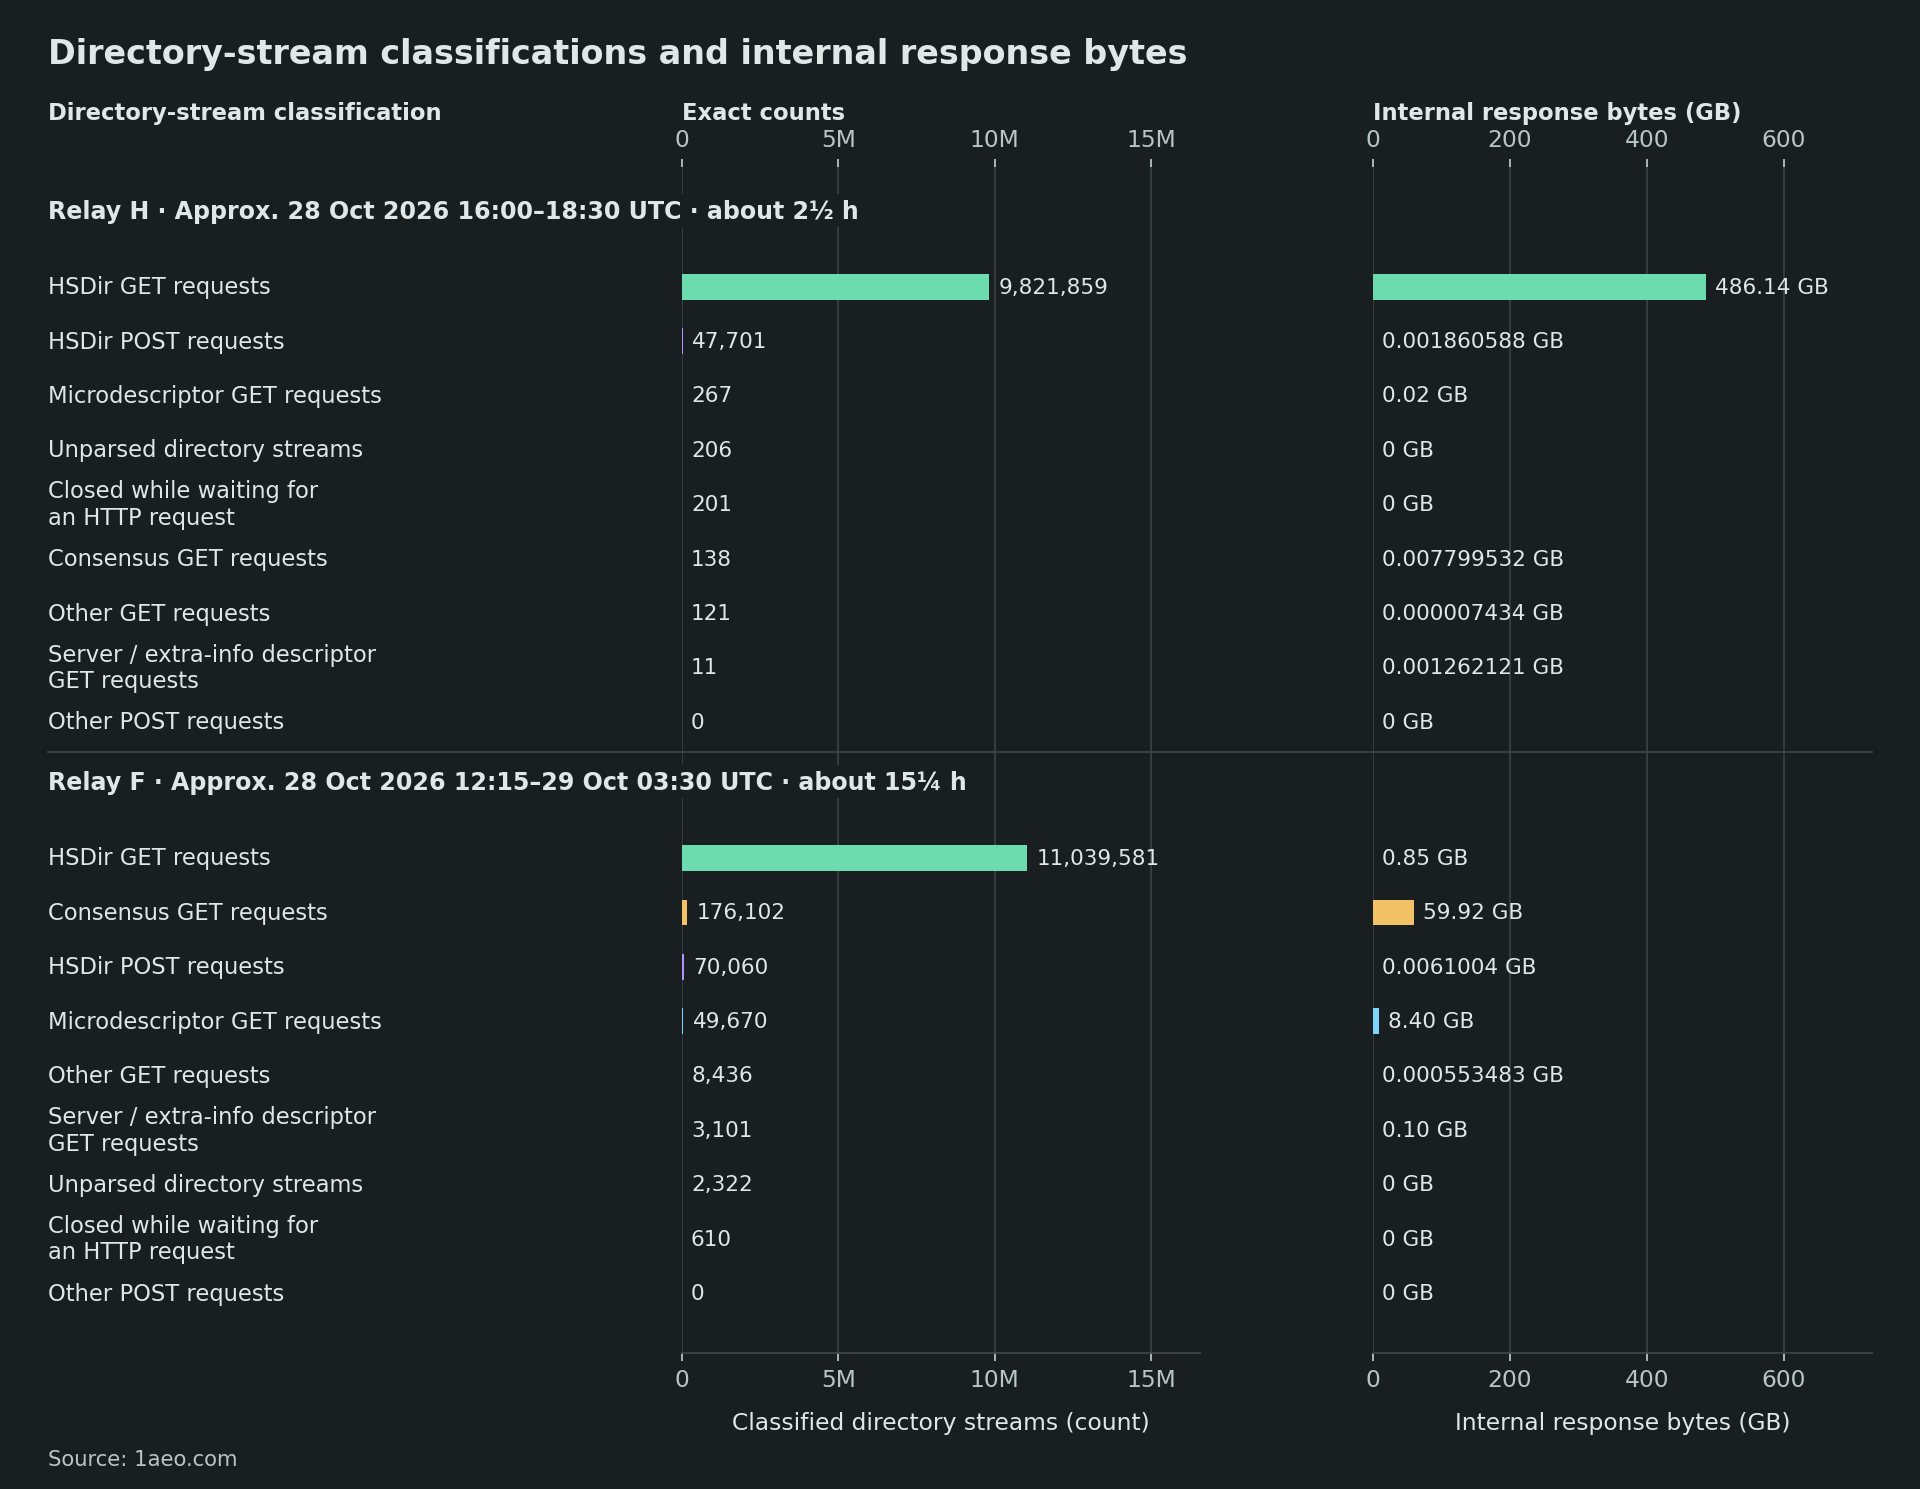 Directory-stream classifications and internal response bytes
Directory-stream classification Exact counts Internal response bytes (GB)
0 5M 10M 15M 0 200 400 600
Relay H · Approx. 28 Oct 2026 16:00–18:30 UTC · about 2½ h
HSDir GET requests 9,821,859 486.14 GB
HSDir POST requests 47,701 0.001860588 GB
Microdescriptor GET requests 267 0.02 GB
Unparsed directory streams 206 0 GB
Closed while waiting for
an HTTP request 201 0 GB
Consensus GET requests 138 0.007799532 GB
Other GET requests 121 0.000007434 GB
Server / extra-info descriptor
GET requests 11 0.001262121 GB
Other POST requests 0 0 GB
Relay F · Approx. 28 Oct 2026 12:15–29 Oct 03:30 UTC · about 15¼ h
HSDir GET requests 11,039,581 0.85 GB
Consensus GET requests 176,102 59.92 GB
HSDir POST requests 70,060 0.0061004 GB
Microdescriptor GET requests 49,670 8.40 GB
Other GET requests 8,436 0.000553483 GB
Server / extra-info descriptor
GET requests 3,101 0.10 GB
Unparsed directory streams 2,322 0 GB
Closed while waiting for
an HTTP request 610 0 GB
Other POST requests 0 0 GB
0 5M 10M 15M 0 200 400 600
Classified directory streams (count) Internal response bytes (GB)
Source: 1aeo.com